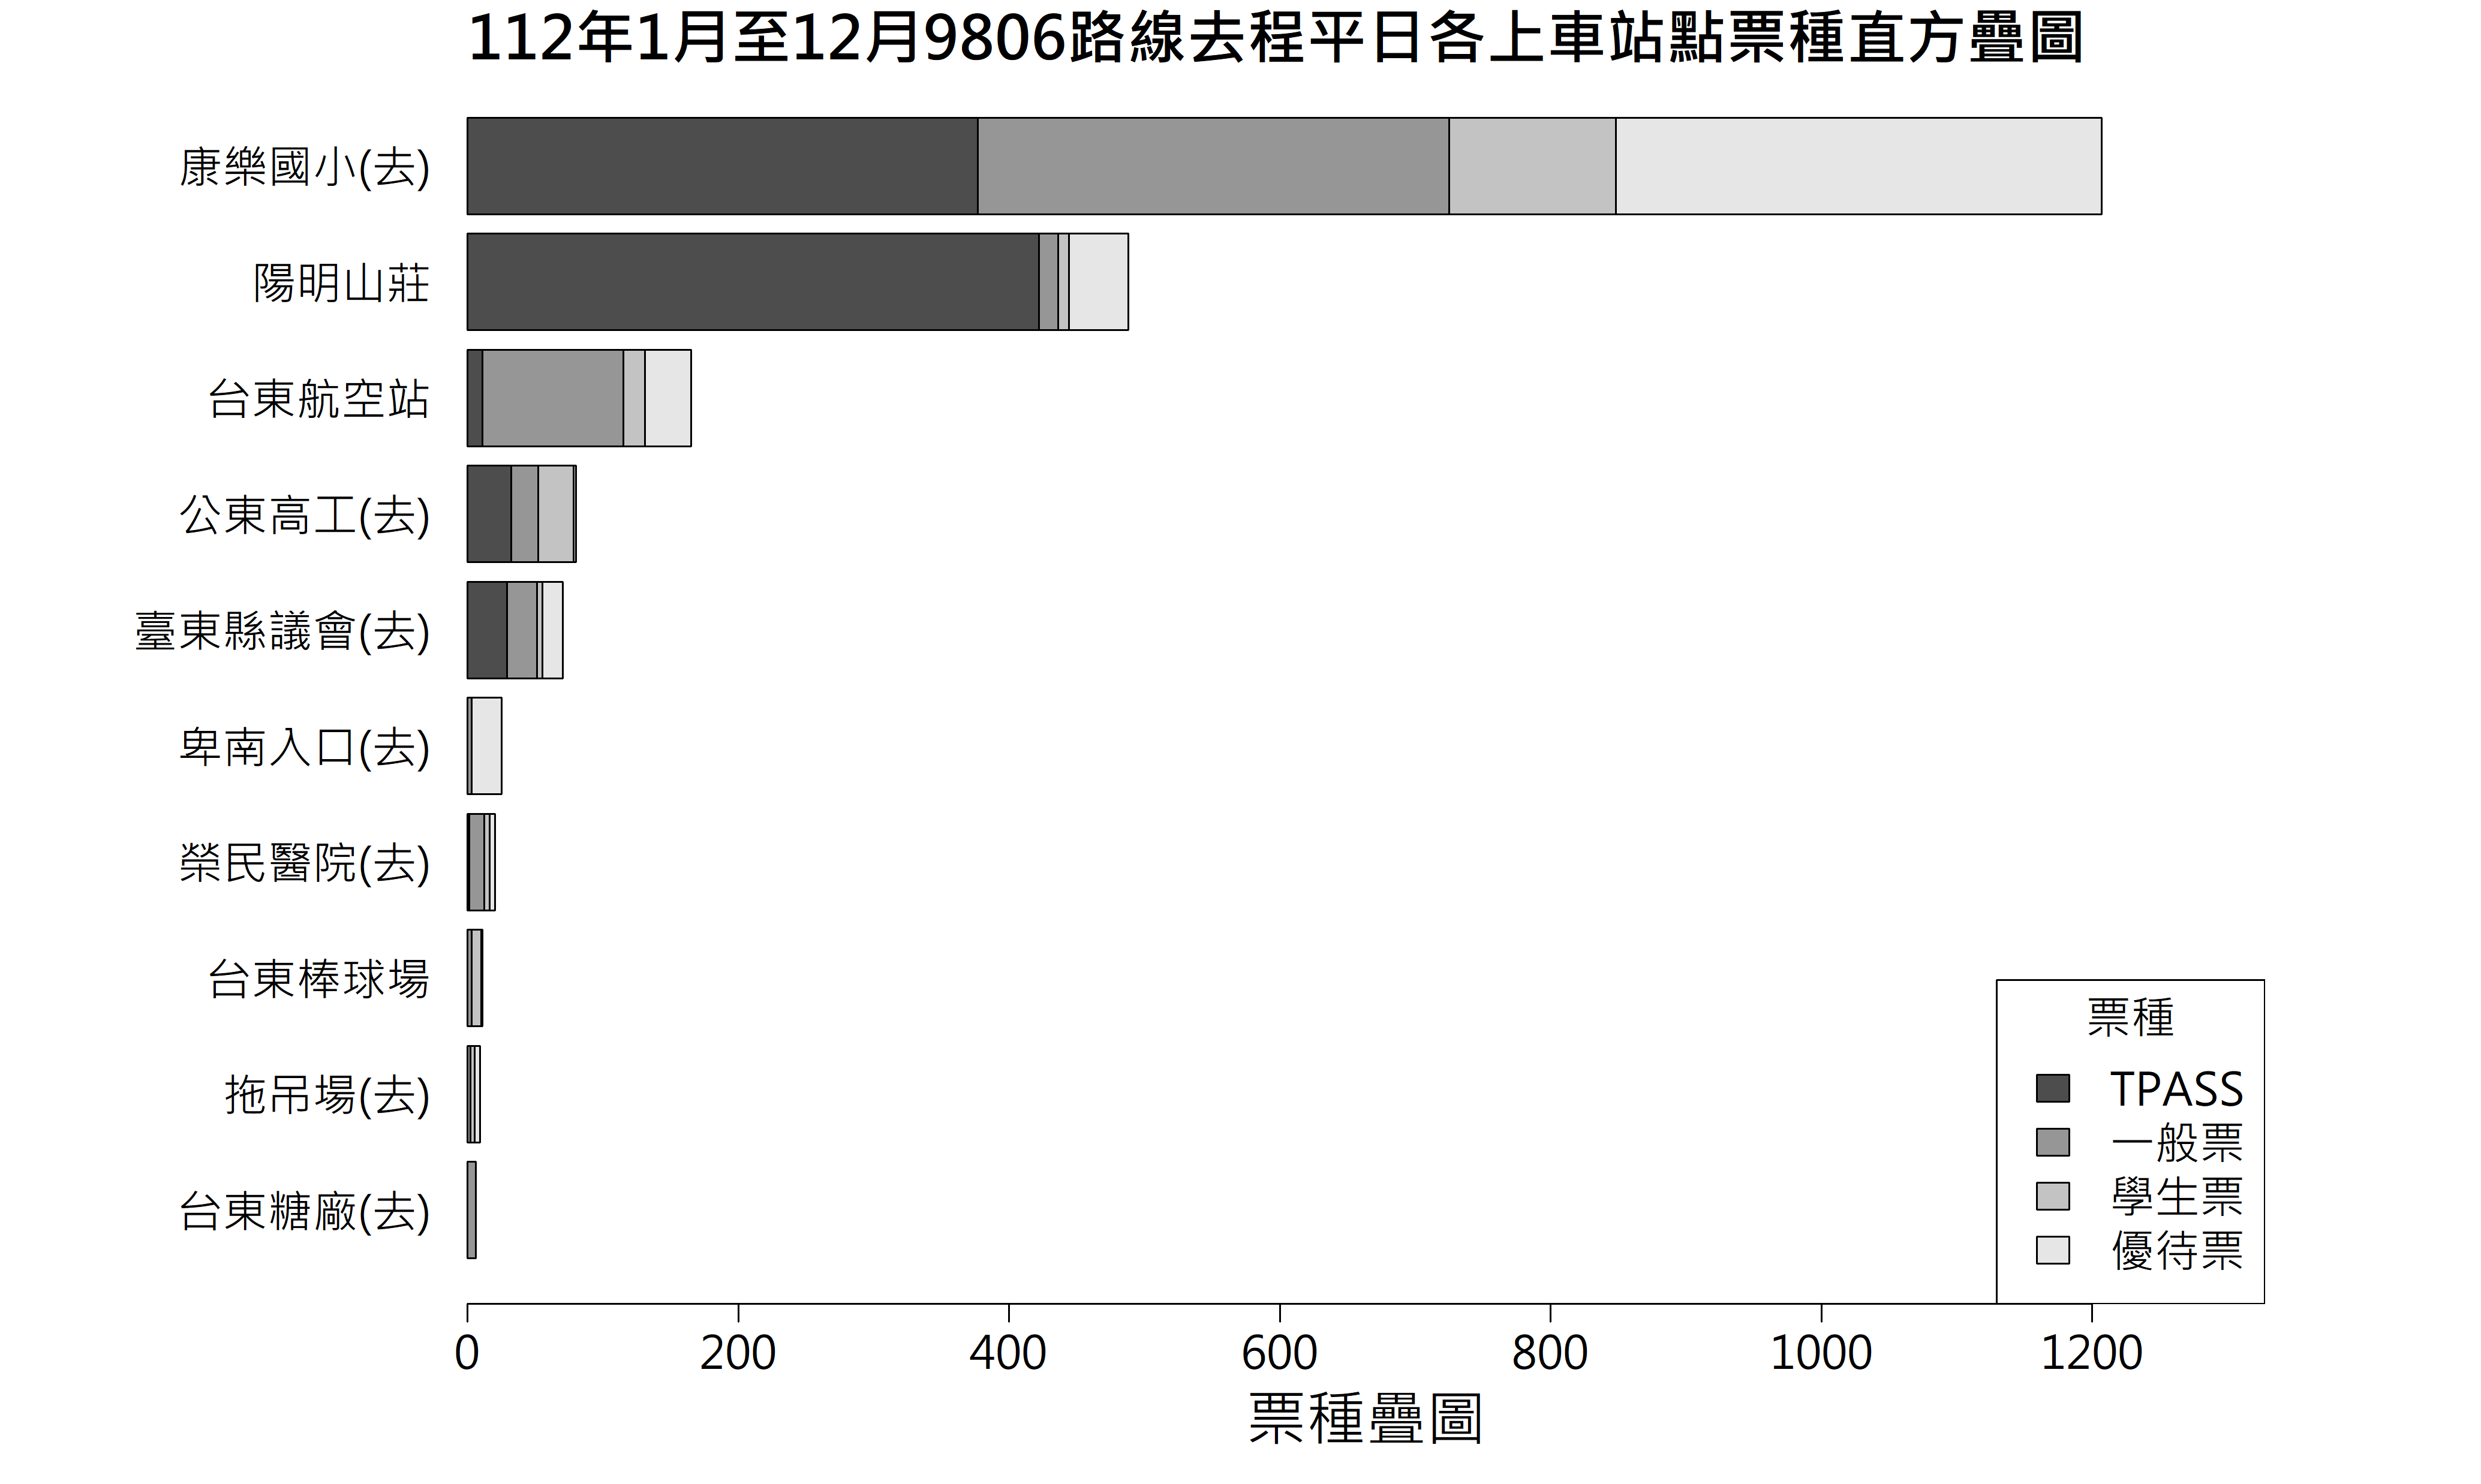 112年1月至12月9806路線去程平日各上車站點票種直方疊圖
康樂國小(去)
陽明山莊
台東航空站
公東高工(去)
臺東縣議會(去)
卑南入口(去)
榮民醫院(去)
台東棒球場
拖吊場(去)
台東糖廠(去)
票種
TPASS
一般票
學生票
優待票
0 200 400 600 800 1000 1200
票種疊圖